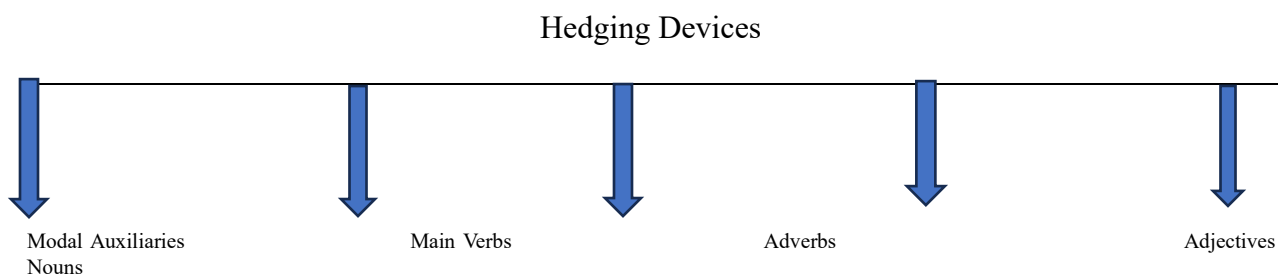 Hedging Devices
Modal Auxiliaries Main Verbs Adverbs Adjectives
Nouns